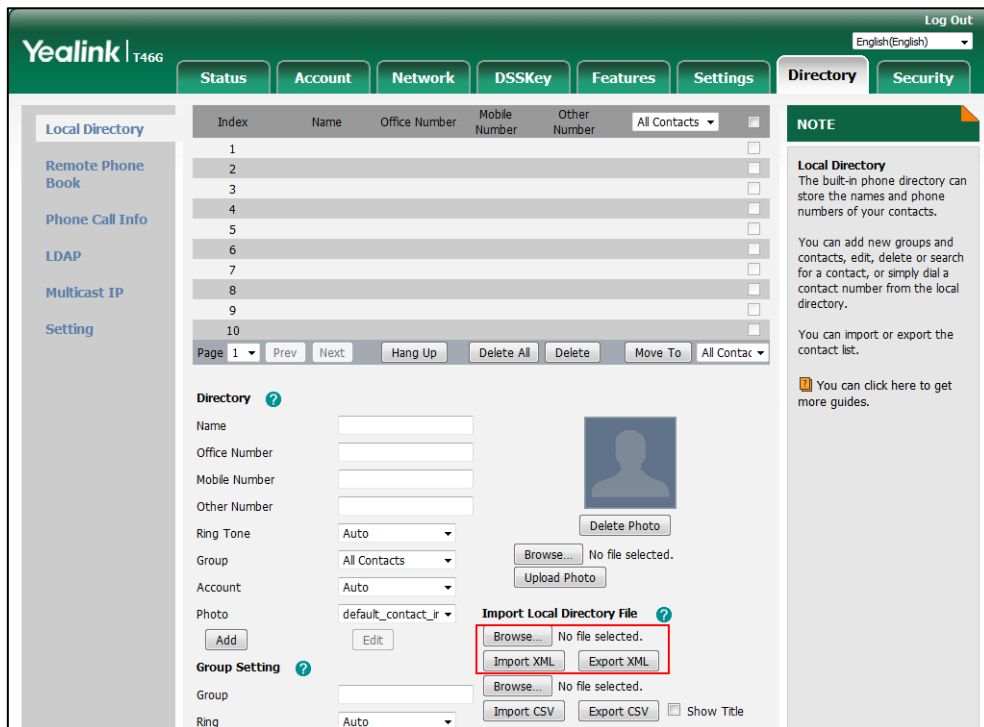 Log Out
Yealink T46G
English(English)
Status Account Network DSSKey Features Settings Directory Security
Local Directory
Remote Phone
Book
Phone Call Info
LDAP
Multicast IP
Setting
Index Name Office Number Mobile Number Other Number All Contacts
1
2
3
4
5
6
7
8
9
10
Page 1 Prev Next Hang Up Delete All Delete Move To All Contac
Directory ?
Name
Office Number
Mobile Number
Other Number
Ring Tone Auto
Group All Contacts
Account Auto
Photo default_contact_ir
Add Edit
Group Setting ?
Group
Ring Auto
Delete Photo
Browse... No file selected.
Upload Photo
Import Local Directory File ?
Browse... No file selected.
Import XML Export XML
Browse... No file selected.
Import CSV Export CSV Show Title
NOTE
Local Directory
The built-in phone directory can
store the names and phone
numbers of your contacts.
You can add new groups and
contacts, edit, delete or search
for a contact, or simply dial a
contact number from the local
directory.
You can import or export the
contact list.
? You can click here to get
more guides.